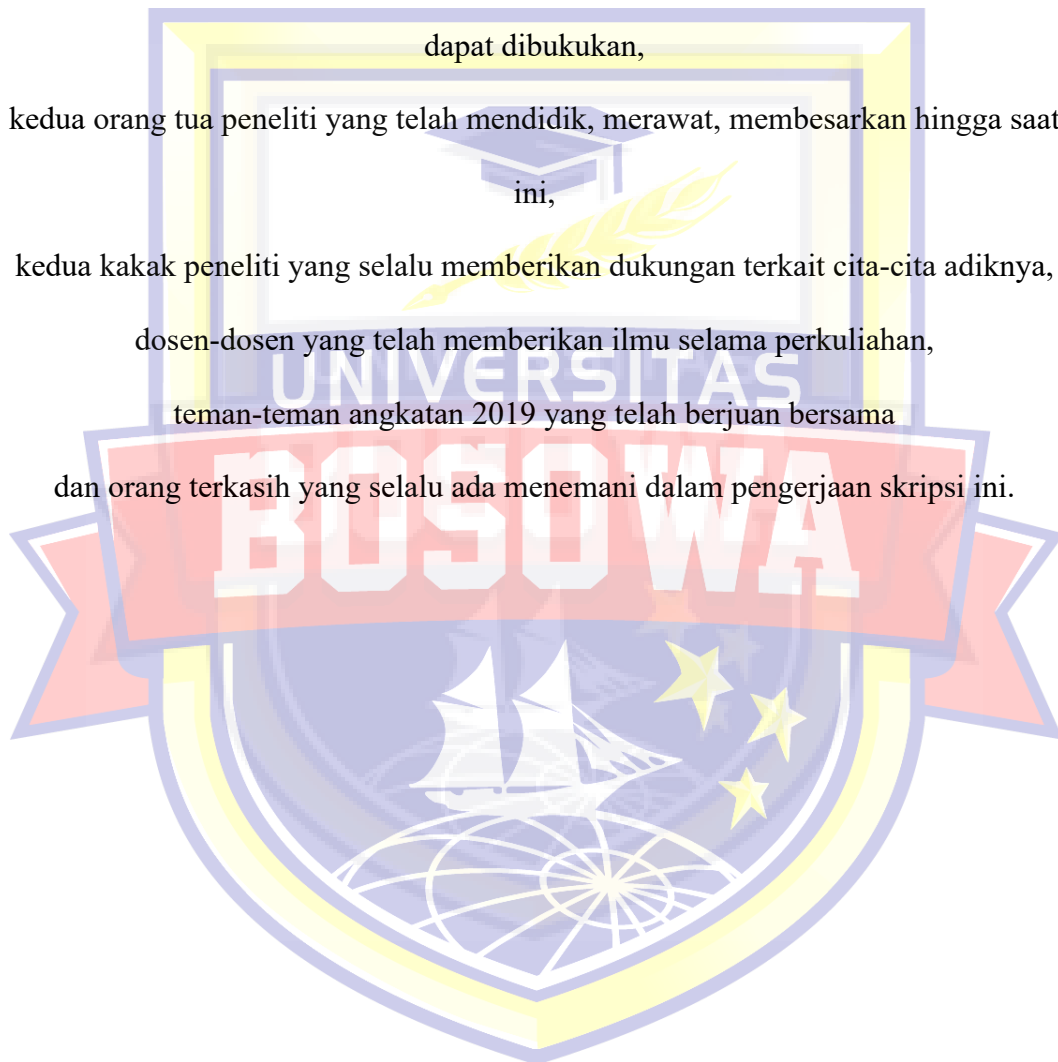 dapat dibukukan,
kedua orang tua peneliti yang telah mendidik, merawat, membesarkan hingga saat
ini,
kedua kakak peneliti yang selalu memberikan dukungan terkait cita-cita adiknya,
dosen-dosen yang telah memberikan ilmu selama perkuliahan,
UNIVERSITAS
teman-teman angkatan 2019 yang telah berjuan bersama
BOSOWA
dan orang terkasih yang selalu ada menemani dalam pengerjaan skripsi ini.